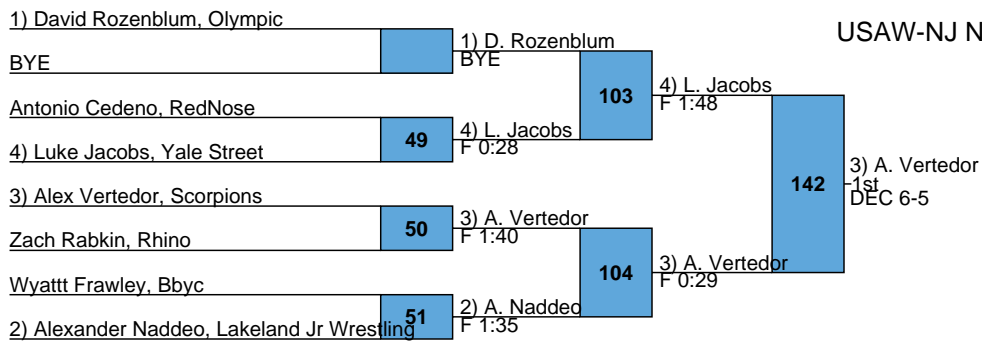 1) David Rozenblum, Olympic
USAW-NJ N
1) D. Rozenblum
BYE
BYE
103
4) L. Jacobs
F 1:48
Antonio Cedeno, RedNose
49
4) L. Jacobs
F 0:28
4) Luke Jacobs, Yale Street
142
3) A. Vertedor
1st
DEC 6-5
3) Alex Vertedor, Scorpions
50
3) A. Vertedor
F 1:40
Zach Rabkin, Rhino
104
3) A. Vertedor
F 0:29
Wyattt Frawley, Bbyc
51
2) A. Naddeo
F 1:35
2) Alexander Naddeo, Lakeland Jr Wrestling